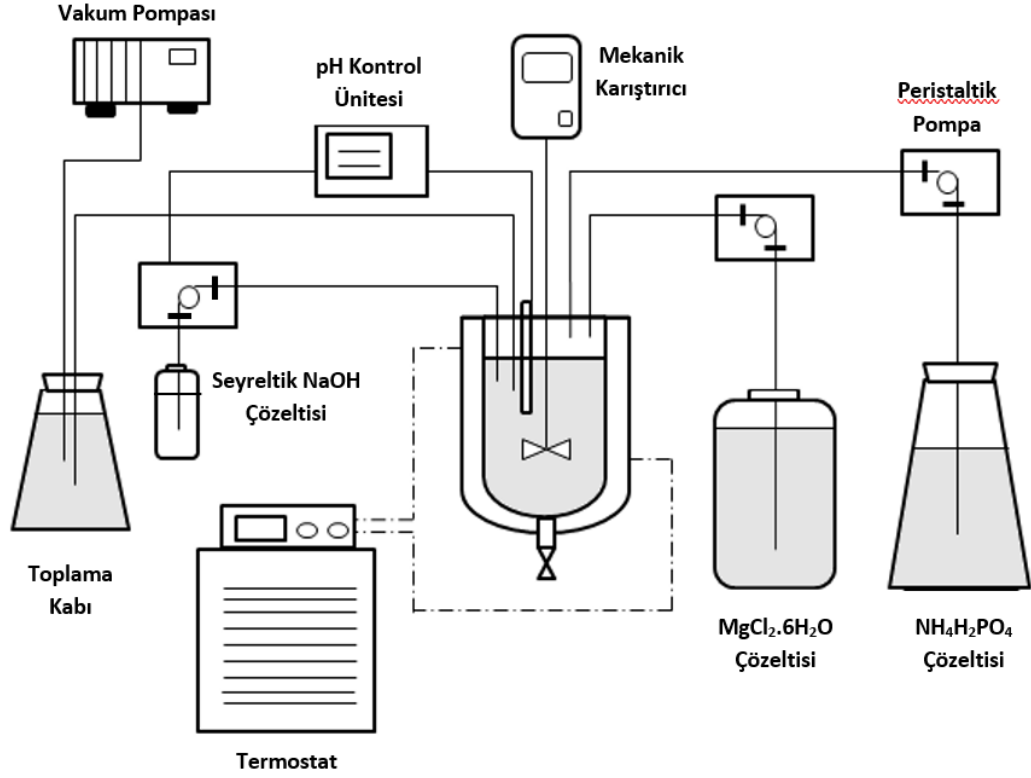 Vakum Pompası
pH Kontrol
Ünitesi
Mekanik
Karıştırıcı
Peristaltik
Pompa
Seyreltik NaOH
Çözeltisi
Toplama
Kabı
Termostat
MgCl₂.6H₂O
Çözeltisi
NH₄H₂PO₄
Çözeltisi